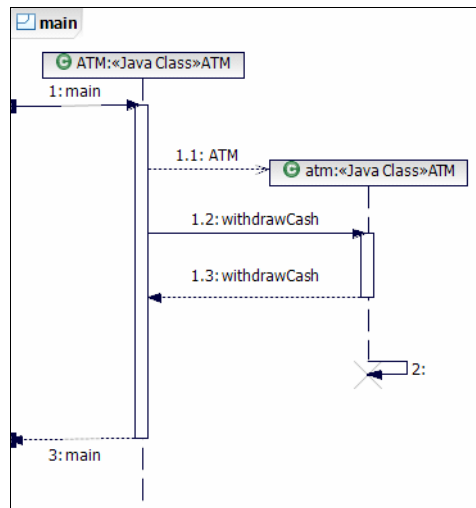 main
C ATM:«Java Class»ATM
1: main
1.1: ATM
C atm:«Java Class»ATM
1.2: withdrawCash
1.3: withdrawCash
2:
3: main